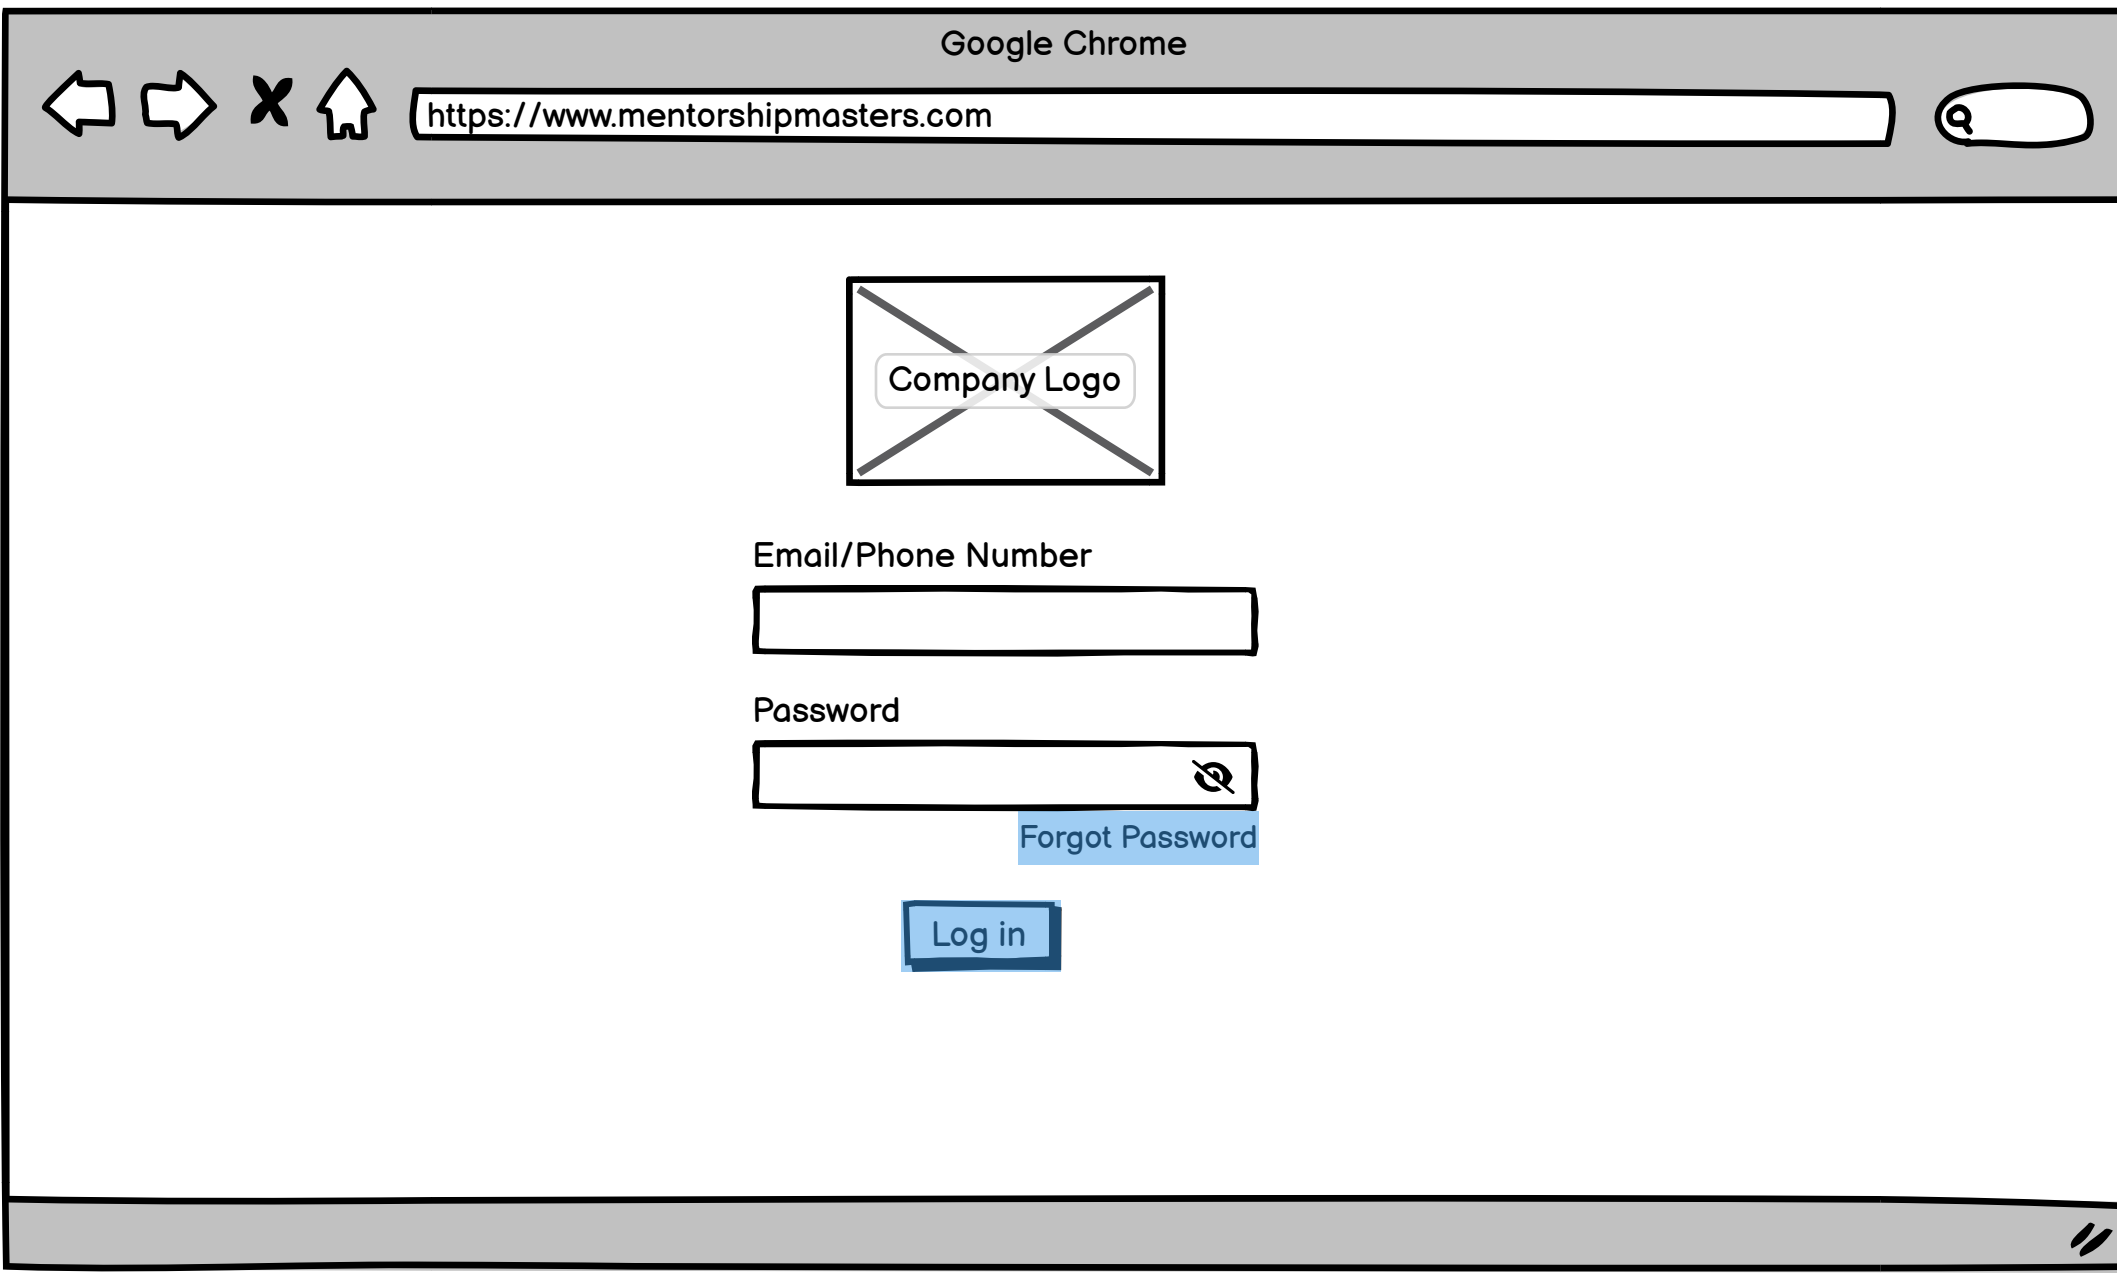 Google Chrome
https://www.mentorshipmasters.com
Company Logo
Email/Phone Number
Password
Forgot Password
Log in